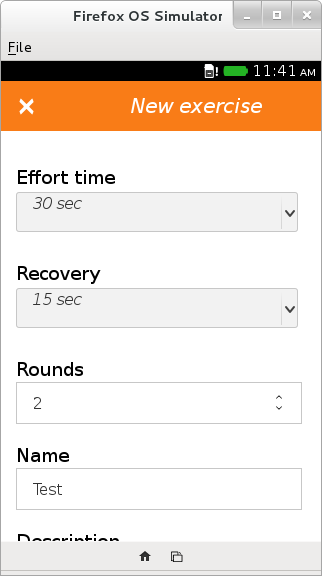 Firefox OS Simulator
File
11:41 AM
New exercise
Effort time
30 sec
Recovery
15 sec
Rounds
2
Name
Test
Description